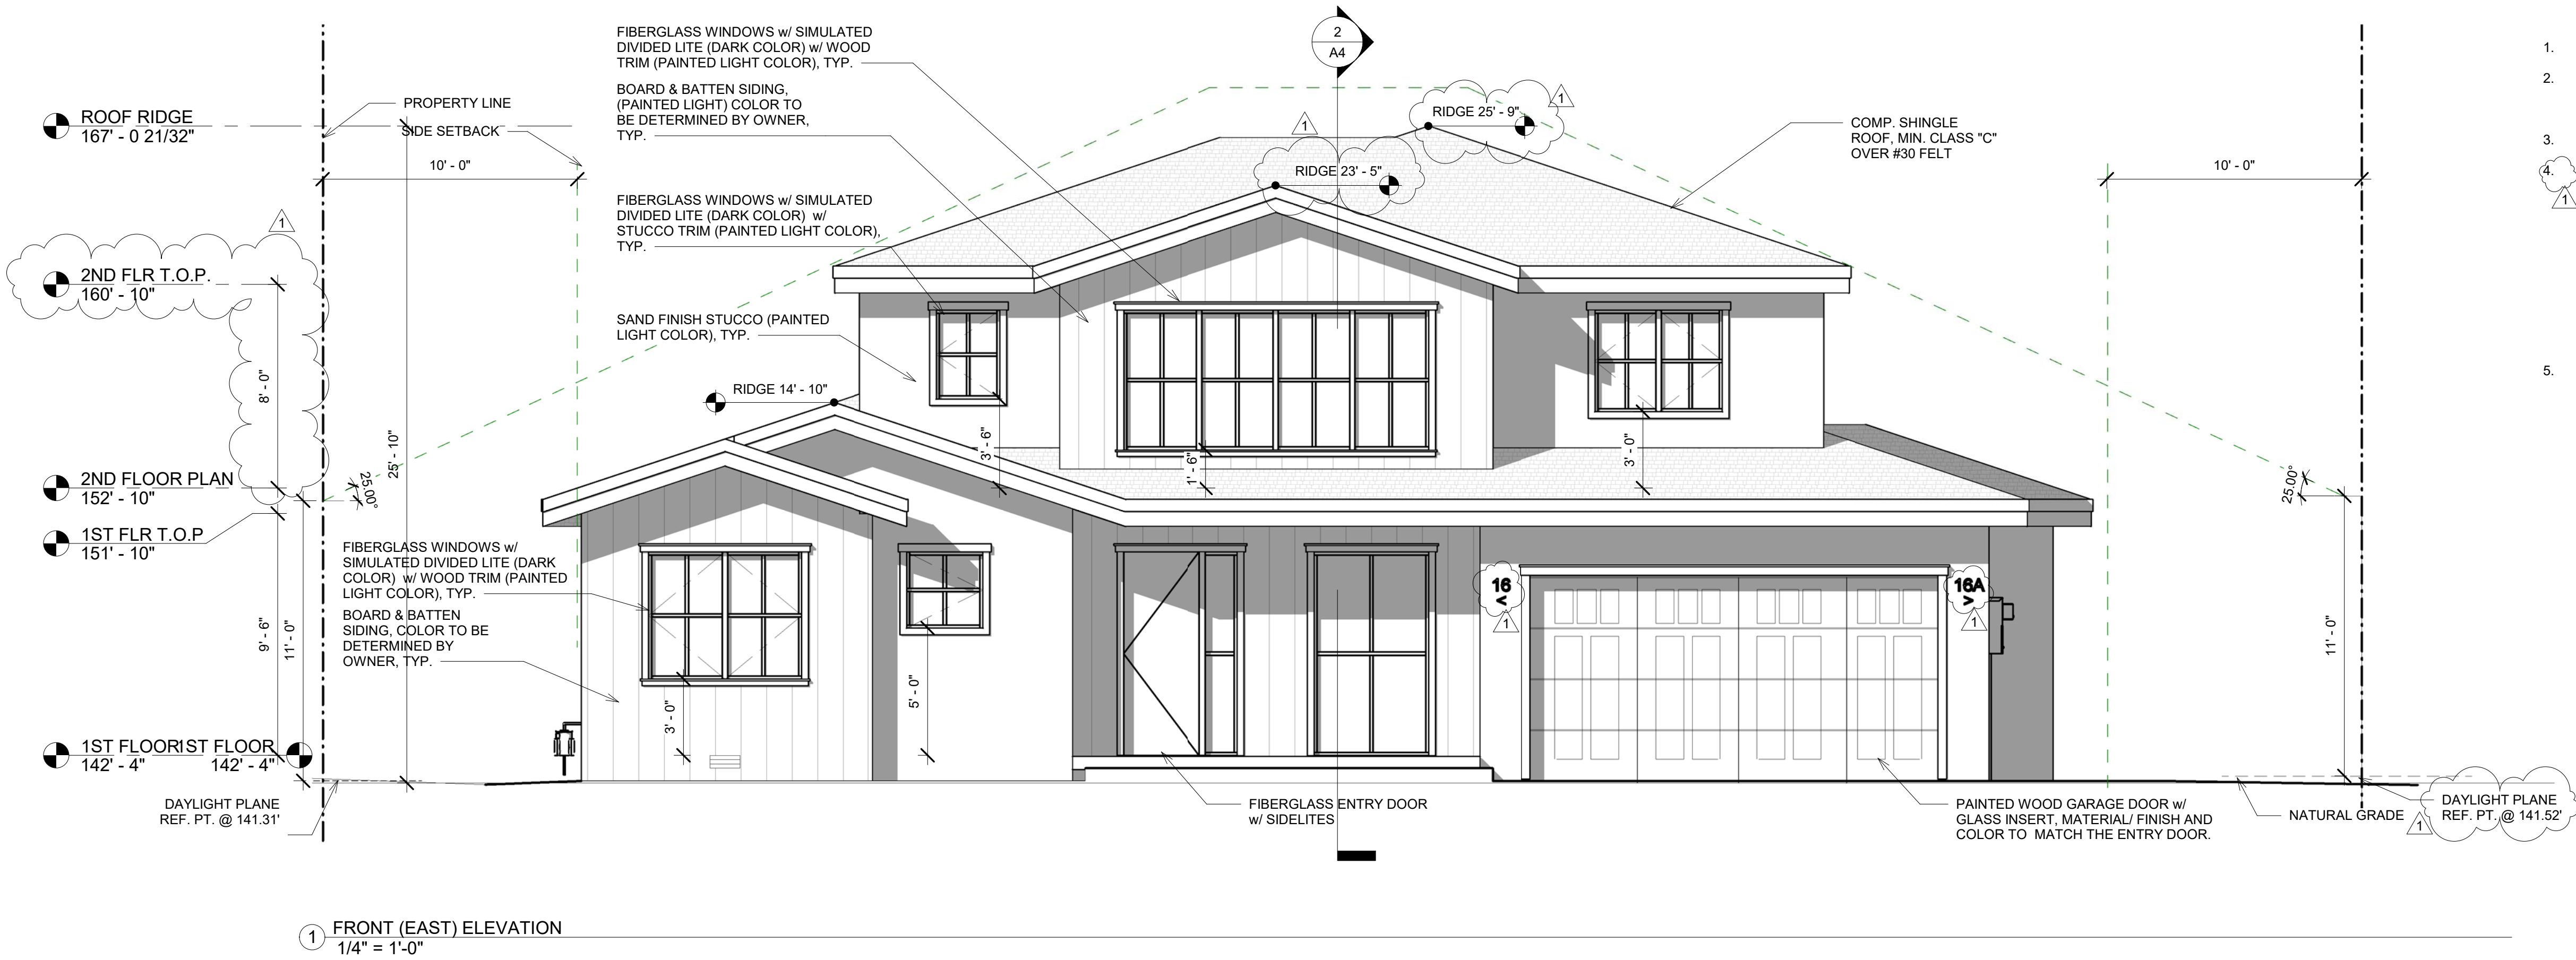 ROOF RIDGE
167' - 0 21/32"
2ND FLR T.O.P.
160' - 10"
2ND FLOOR PLAN
152' - 10"
1ST FLR T.O.P
151' - 10"
1ST FLOOR
142' - 4"
1ST FLOOR
142' - 4"
1
8' - 0"
9' - 6"
11' - 0"
25' - 10"
25.00°
PROPERTY LINE
SIDE SETBACK
10' - 0"
DAYLIGHT PLANE
REF. PT. @ 141.31'
FIBERGLASS WINDOWS w/ SIMULATED
DIVIDED LITE (DARK COLOR) w/ WOOD
TRIM (PAINTED LIGHT COLOR), TYP.
BOARD & BATTEN SIDING,
(PAINTED LIGHT) COLOR TO
BE DETERMINED BY OWNER,
TYP.
FIBERGLASS WINDOWS w/ SIMULATED
DIVIDED LITE (DARK COLOR) w/
STUCCO TRIM (PAINTED LIGHT COLOR),
TYP.
SAND FINISH STUCCO (PAINTED
LIGHT COLOR), TYP.
RIDGE 14' - 10"
FIBERGLASS WINDOWS w/
SIMULATED DIVIDED LITE (DARK
COLOR) w/ WOOD TRIM (PAINTED
LIGHT COLOR), TYP.
BOARD & BATTEN
SIDING, COLOR TO BE
DETERMINED BY
OWNER, TYP.
3' - 0"
5' - 0"
3' - 6"
1' - 6"
3' - 0"
2
A4
1
RIDGE 23' - 5"
RIDGE 25' - 9"
1
COMP. SHINGLE
ROOF, MIN. CLASS "C"
OVER #30 FELT
10' - 0"
25.00°
11' - 0"
16
<
1
16A
>
1
FIBERGLASS ENTRY DOOR
w/ SIDELITES
PAINTED WOOD GARAGE DOOR w/
GLASS INSERT, MATERIAL/ FINISH AND
COLOR TO MATCH THE ENTRY DOOR.
NATURAL GRADE
1
DAYLIGHT PLANE
REF. PT. @ 141.52'
1.
2.
3.
4.
1
5.
1
FRONT (EAST) ELEVATION
1/4" = 1'-0"